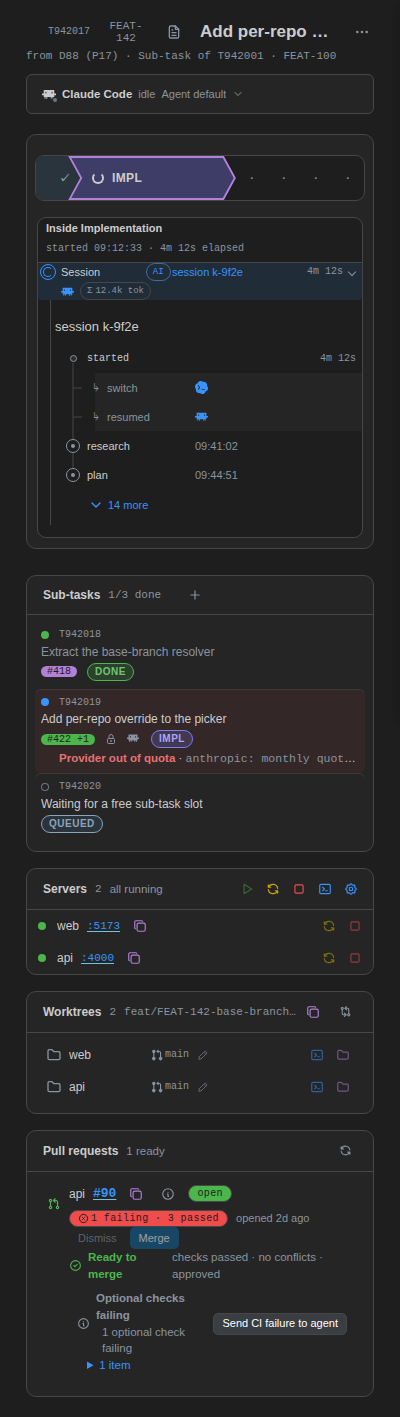 T942017 FEAT-142 Add per-repo …
from D88 (P17) · Sub-task of T942001 · FEAT-100
Claude Code idle Agent default
IMPL
Inside Implementation
started 09:12:33 · 4m 12s elapsed
Session AI session k-9f2e 4m 12s
Σ 12.4k tok
session k-9f2e
started 4m 12s
↳ switch
↳ resumed
research 09:41:02
plan 09:44:51
14 more
Sub-tasks 1/3 done
T942018
Extract the base-branch resolver
#418 DONE
T942019
Add per-repo override to the picker
#422 +1 IMPL
Provider out of quota · anthropic: monthly quot…
T942020
Waiting for a free sub-task slot
QUEUED
Servers 2 all running
web :5173
api :4000
Worktrees 2 feat/FEAT-142-base-branch…
web main
api main
Pull requests 1 ready
api #90 open
1 failing · 3 passed opened 2d ago
Dismiss Merge
Ready to merge checks passed · no conflicts · approved
Optional checks failing
1 optional check failing
Send CI failure to agent
1 item